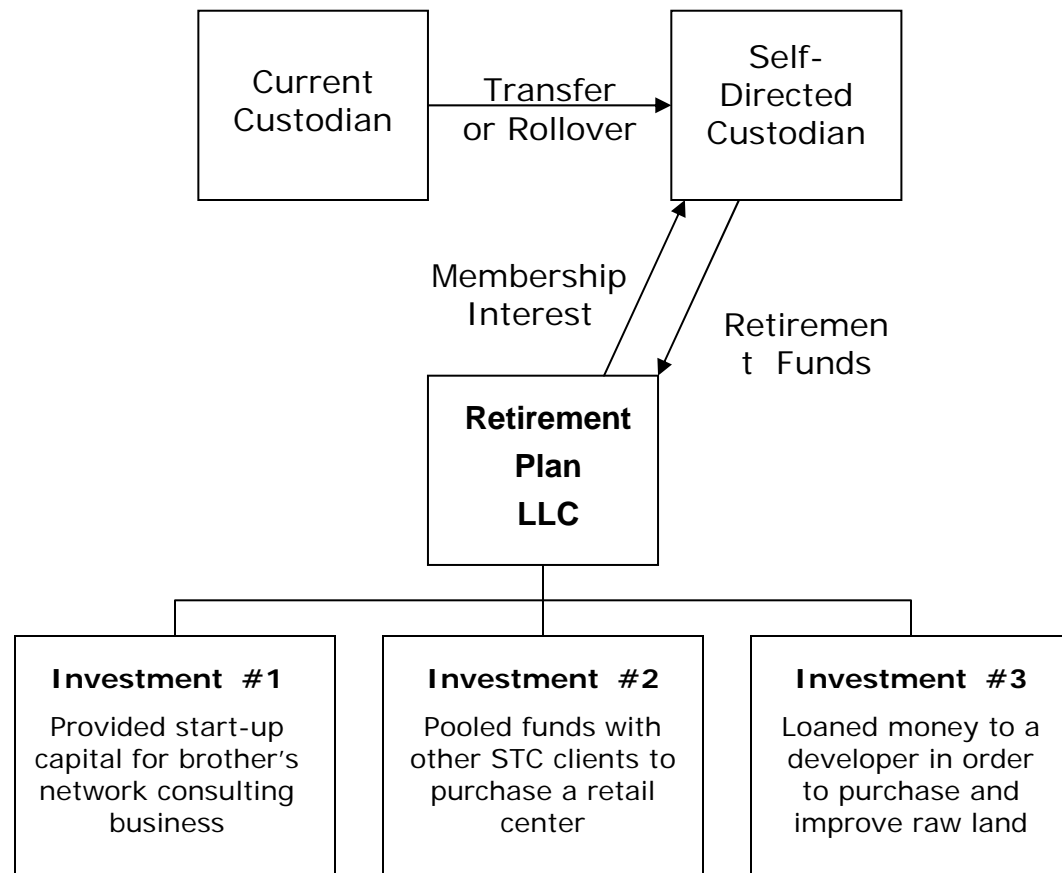 Current
Custodian
Transfer
or Rollover
Self-
Directed
Custodian
Membership
Interest
Retiremen
t Funds
Retirement
Plan
LLC
Investment #1
Provided start-up
capital for brother's
network consulting
business
Investment #2
Pooled funds with
other STC clients to
purchase a retail
center
Investment #3
Loaned money to a
developer in order
to purchase and
improve raw land